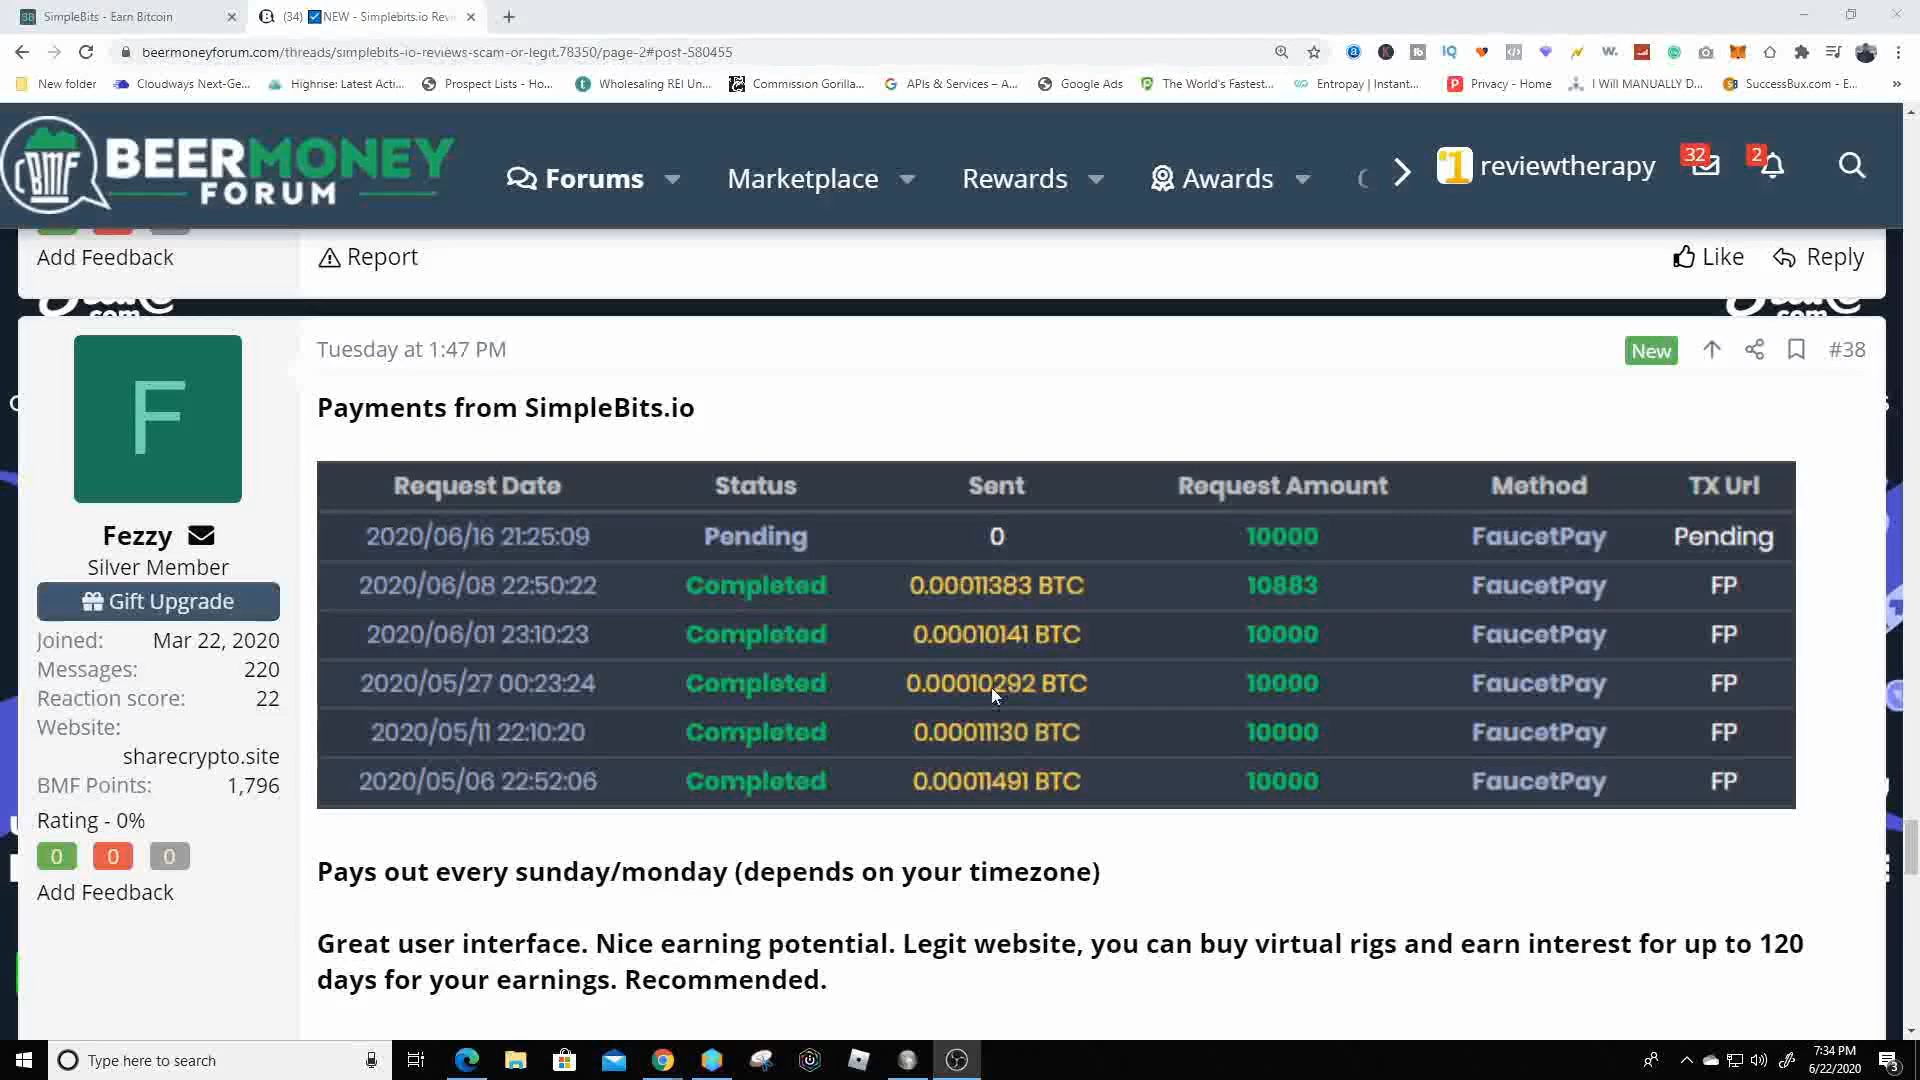 SimpleBits - Earn Bitcoin
(34) NEW - Simplebits.io Rev
beermoneyforum.com/threads/simplebits-io-reviews-scam-or-legit.78350/page-2#post-580455
New folder
Cloudways Next-Ge...
Highrise: Latest Acti...
Prospect Lists - Ho...
Wholesaling REI Un...
Commission Gorilla...
APIs & Services – A...
Google Ads
The World's Fastest...
Entropay | Instant...
Privacy - Home
I Will MANUALLY D...
SuccessBux.com - E...
BMF
BEERMONEY
FORUM
Forums
Marketplace
Rewards
Awards
reviewtherapy
32
2
Add Feedback
Report
Like
Reply
.com
F
Tuesday at 1:47 PM
New
#38
Payments from SimpleBits.io
Request Date Status Sent Request Amount Method TX Url
2020/06/16 21:25:09 Pending 0 10000 FaucetPay Pending
2020/06/08 22:50:22 Completed 0.00011383 BTC 10883 FaucetPay FP
2020/06/01 23:10:23 Completed 0.00010141 BTC 10000 FaucetPay FP
2020/05/27 00:23:24 Completed 0.00010292 BTC 10000 FaucetPay FP
2020/05/11 22:10:20 Completed 0.00011130 BTC 10000 FaucetPay FP
2020/05/06 22:52:06 Completed 0.00011491 BTC 10000 FaucetPay FP
Fezzy
Silver Member
Gift Upgrade
Joined: Mar 22, 2020
Messages: 220
Reaction score: 22
Website:
sharecrypto.site
BMF Points: 1,796
Rating - 0%
0 0 0
Add Feedback
Pays out every sunday/monday (depends on your timezone)
Great user interface. Nice earning potential. Legit website, you can buy virtual rigs and earn interest for up to 120
days for your earnings. Recommended.
Type here to search
7:34 PM
6/22/2020
3